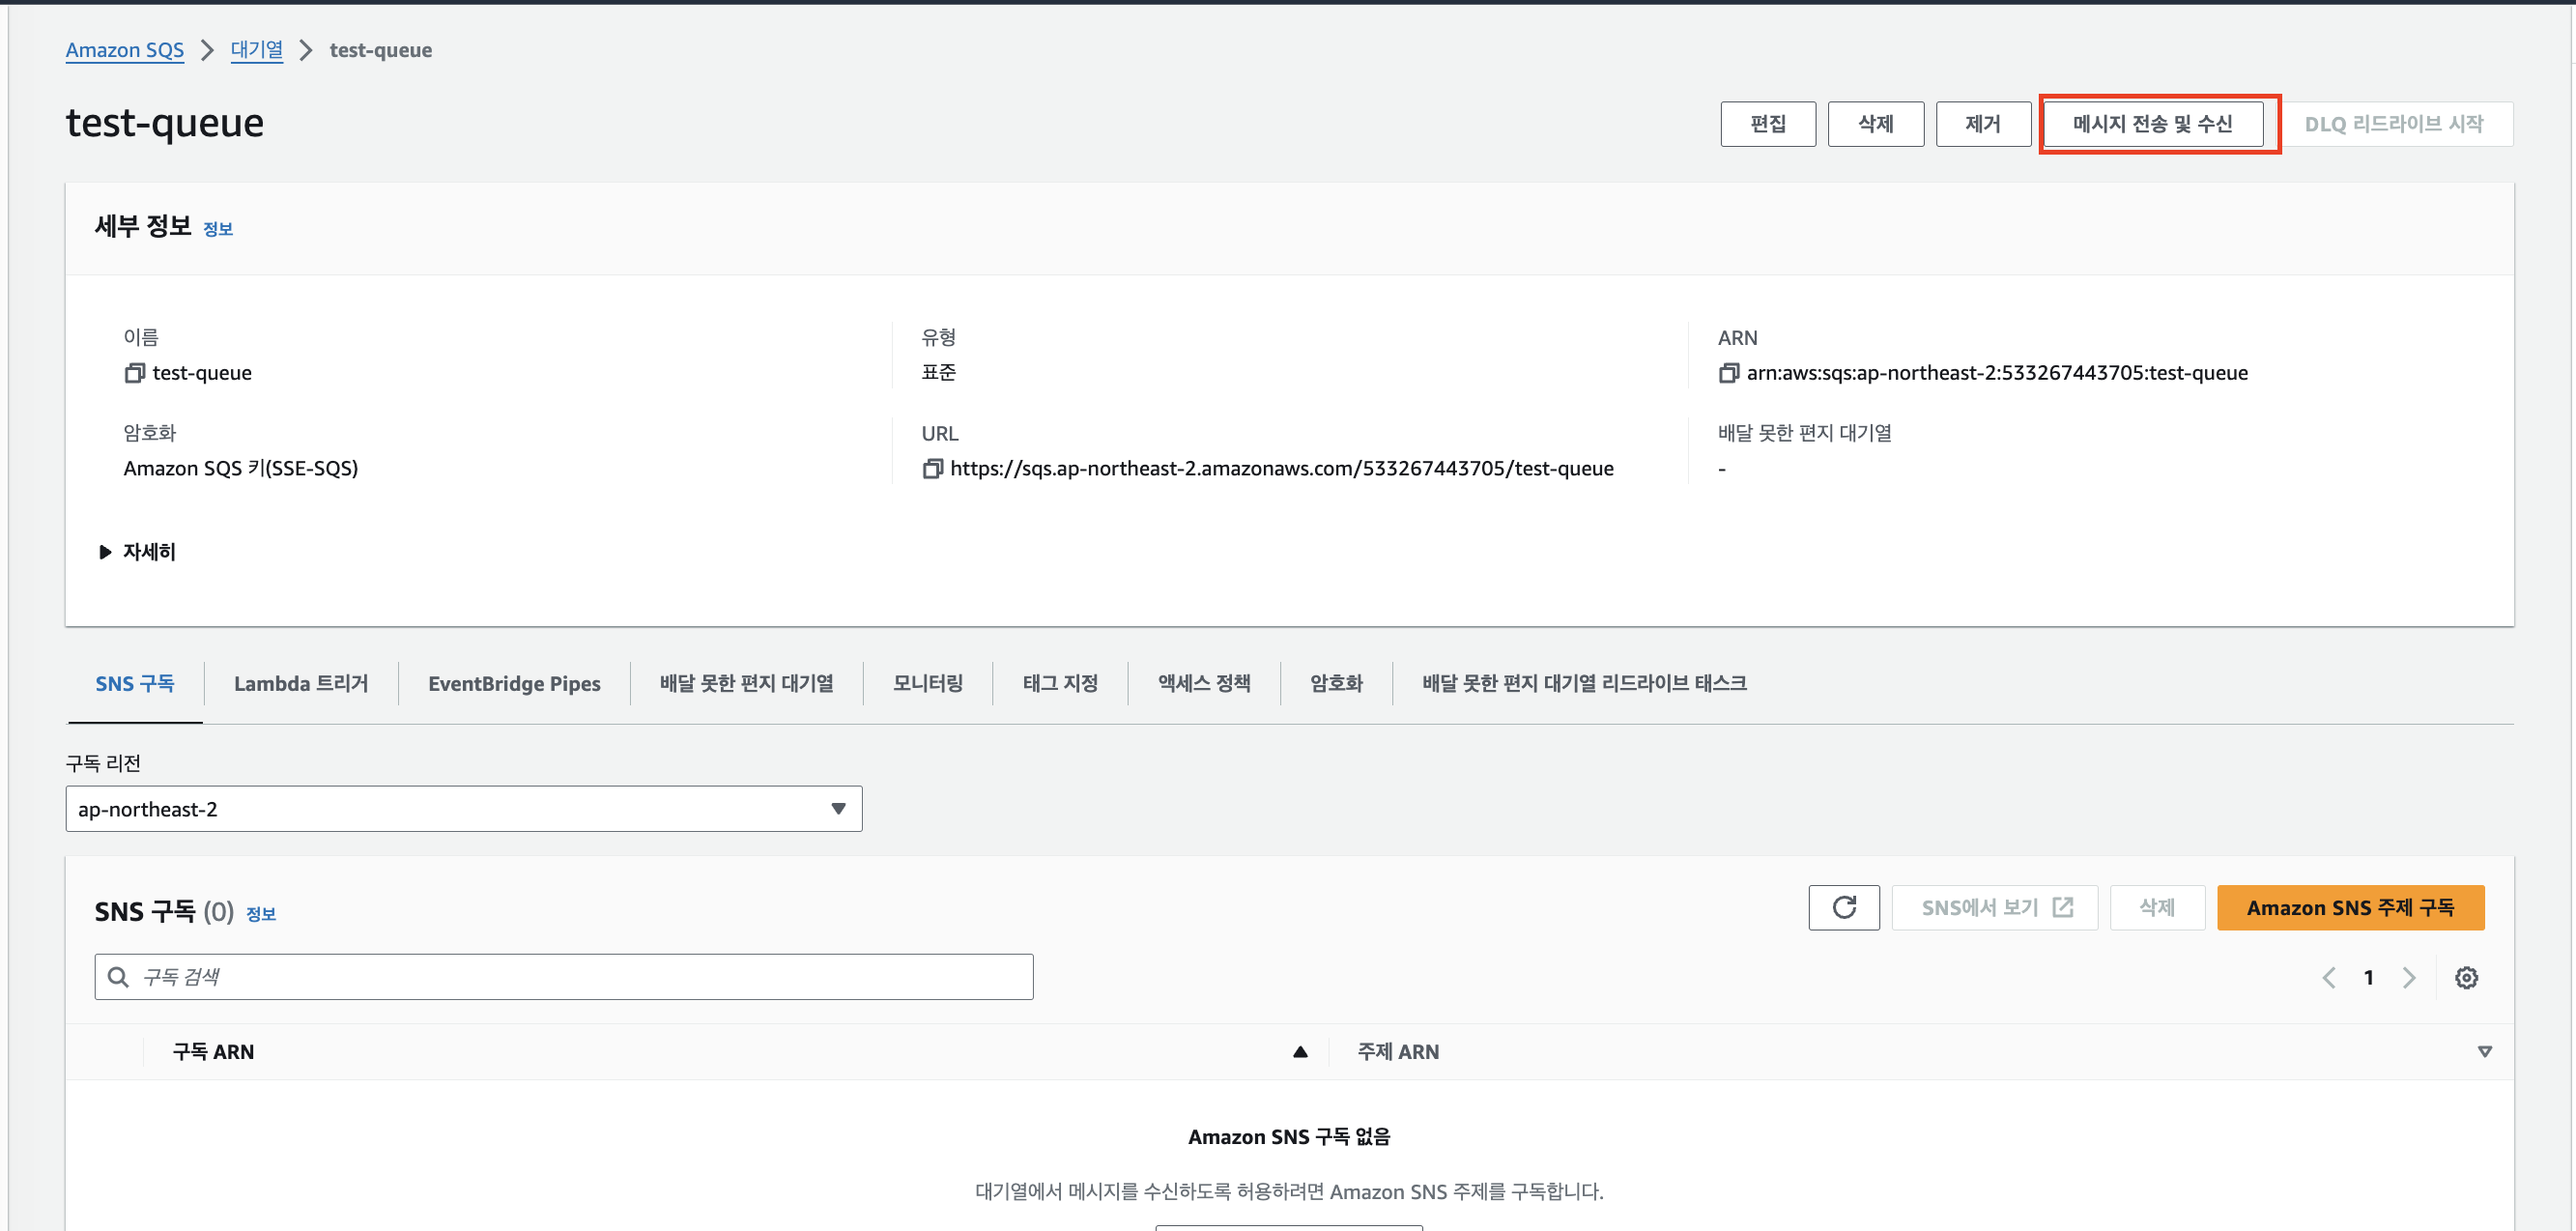 Amazon SQS > 대기열 > test-queue
test-queue
편집 삭제 제거 메시지 전송 및 수신 DLQ 리드라이브 시작
세부 정보 정보
이름 유형 ARN
test-queue 표준 arn:aws:sqs:ap-northeast-2:533267443705:test-queue
암호화 URL 배달 못한 편지 대기열
Amazon SQS 키(SSE-SQS) https://sqs.ap-northeast-2.amazonaws.com/533267443705/test-queue -
자세히
SNS 구독 Lambda 트리거 EventBridge Pipes 배달 못한 편지 대기열 모니터링 태그 지정 액세스 정책 암호화 배달 못한 편지 대기열 리드라이브 태스크
구독 리전
ap-northeast-2
SNS 구독 (0) 정보 SNS에서 보기 삭제 Amazon SNS 주제 구독
구독 검색 1
구독 ARN 주제 ARN
Amazon SNS 구독 없음
대기열에서 메시지를 수신하도록 허용하려면 Amazon SNS 주제를 구독합니다.